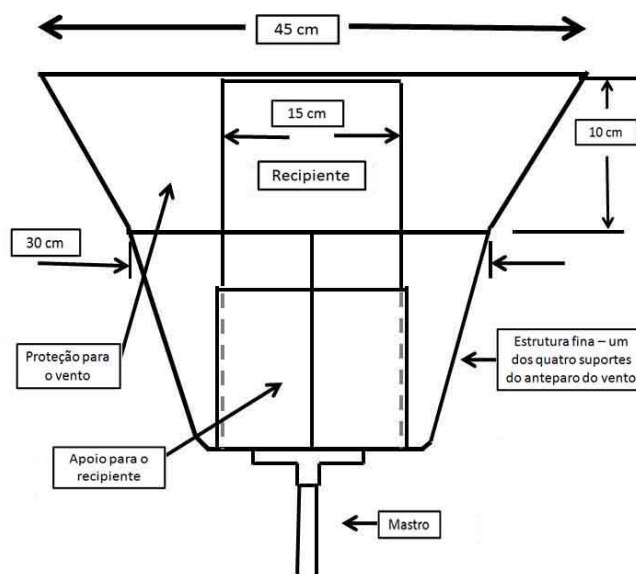 45 cm
15 cm
10 cm
Recipiente
30 cm
Proteção para
o vento
Estrutura fina – um
dos quatro suportes
do anteparo do vento
Apoio para o
recipiente
Mastro